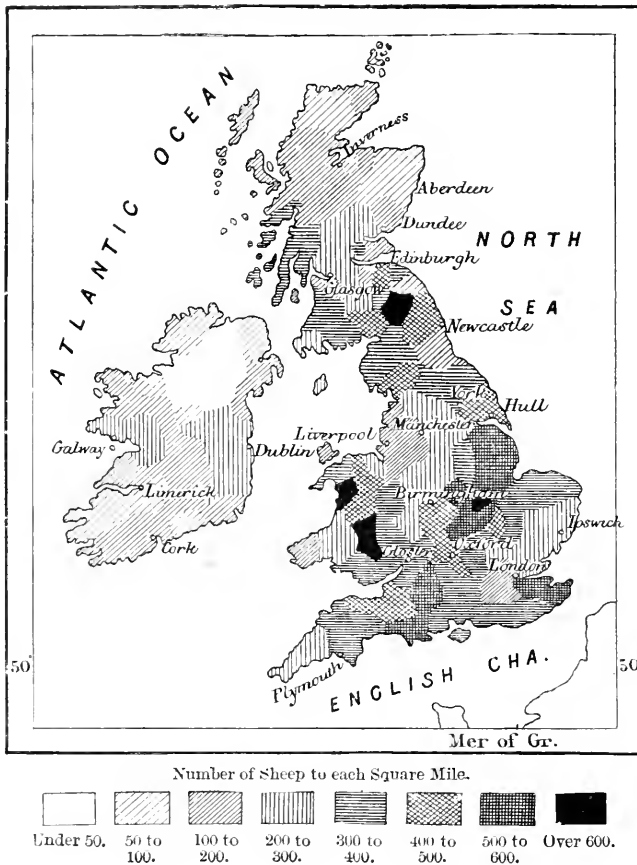 ATLANTIC OCEAN
Inverness
Aberdeen
Dundee
NORTH
Edinburgh
Glasgow
SEA
Newcastle
York
Hull
Liverpool
Manchester
Galway
Dublin
Limerick
Birmingham
Ipswich
Cork
Gloster
Oxford
London
50°
50
Plymouth
ENGLISH CHA.
Mer of Gr.
Number of Sheep to each Square Mile.
Under 50.
50 to 100.
100 to 200.
200 to 300.
300 to 400.
400 to 500.
500 to 600.
Over 600.